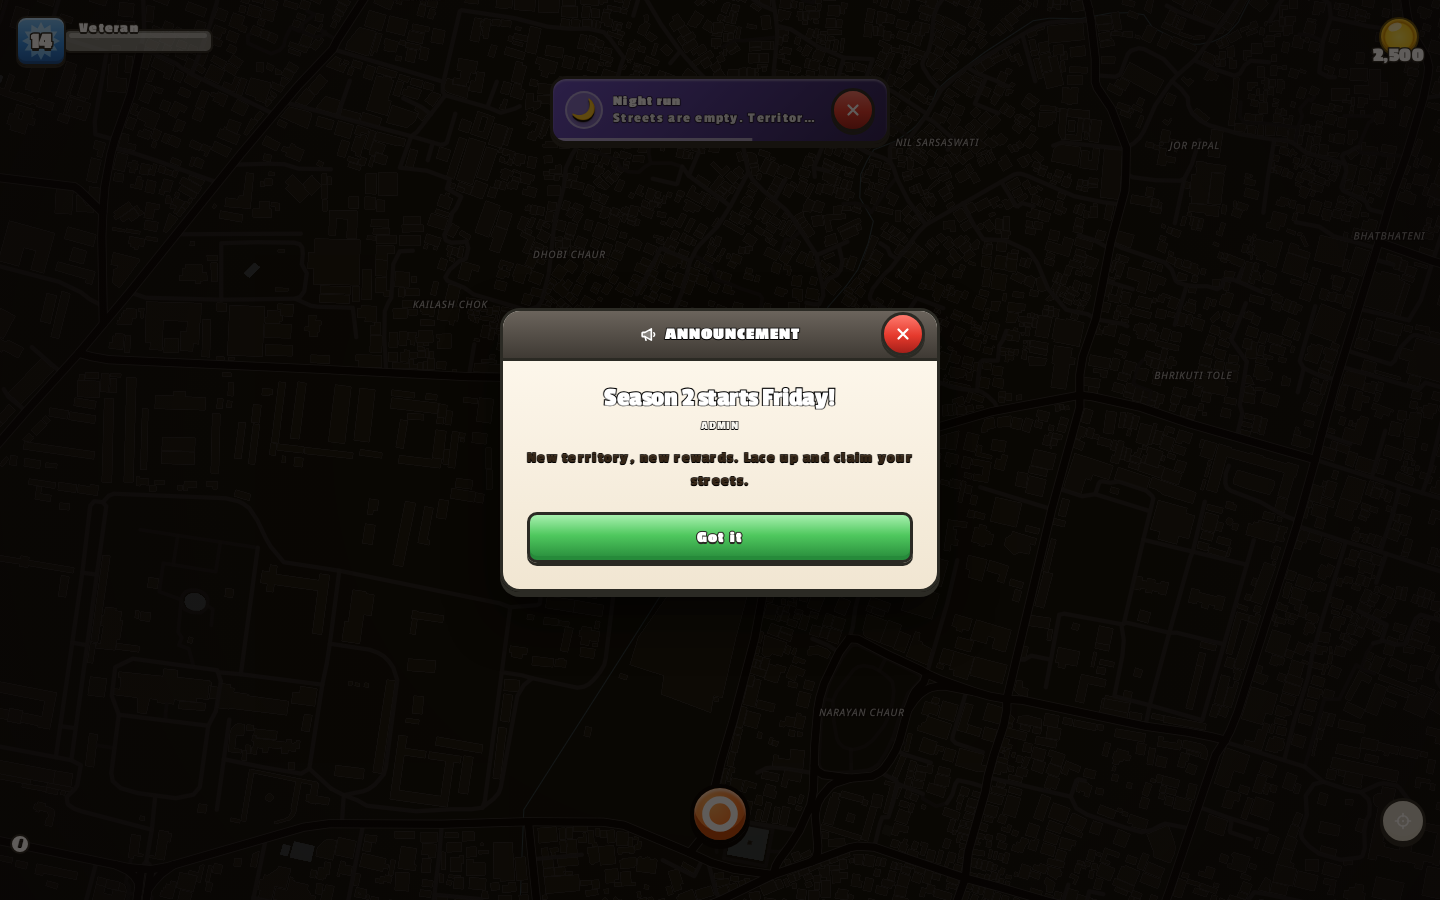 14
Veteran
2,500
Night run
Streets are empty. Territor...
NIL SARSASWATI
JOR PIPAL
BHATBHATENI
DHOBI CHAUR
KAILASH CHOK
ANNOUNCEMENT
BHRIKUTI TOLE
Season 2 starts Friday!
ADMIN
New territory, new rewards. Lace up and claim your
streets.
Got it
NARAYAN CHAUR